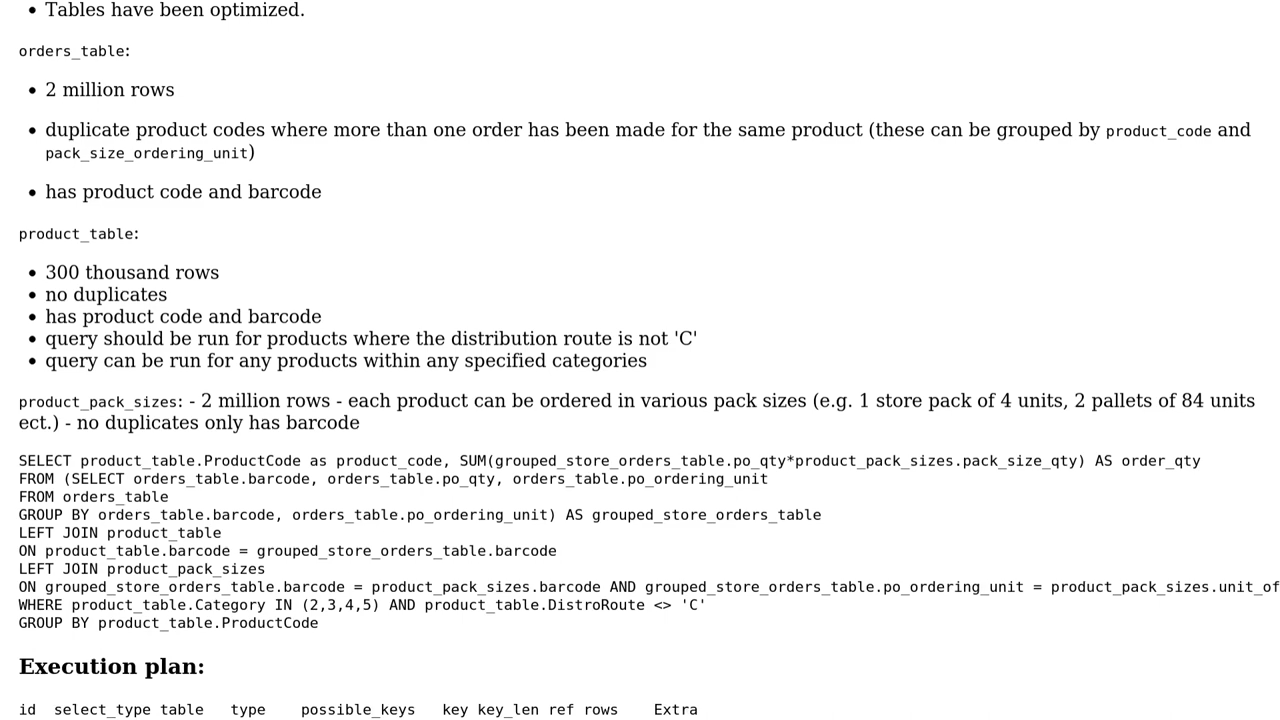 • Tables have been optimized.
orders_table:
• 2 million rows
• duplicate product codes where more than one order has been made for the same product (these can be grouped by product_code and
pack_size_ordering_unit)
• has product code and barcode
product_table:
• 300 thousand rows
• no duplicates
• has product code and barcode
• query should be run for products where the distribution route is not 'C'
• query can be run for any products within any specified categories
product_pack_sizes: - 2 million rows - each product can be ordered in various pack sizes (e.g. 1 store pack of 4 units, 2 pallets of 84 units
ect.) - no duplicates only has barcode
SELECT product_table.ProductCode as product_code, SUM(grouped_store_orders_table.po_qty*product_pack_sizes.pack_size_qty) AS order_qty
FROM (SELECT orders_table.barcode, orders_table.po_qty, orders_table.po_ordering_unit
FROM orders_table
GROUP BY orders_table.barcode, orders_table.po_ordering_unit) AS grouped_store_orders_table
LEFT JOIN product_table
ON product_table.barcode = grouped_store_orders_table.barcode
LEFT JOIN product_pack_sizes
ON grouped_store_orders_table.barcode = product_pack_sizes.barcode AND grouped_store_orders_table.po_ordering_unit = product_pack_sizes.unit_of
WHERE product_table.Category IN (2,3,4,5) AND product_table.DistroRoute <> 'C'
GROUP BY product_table.ProductCode
Execution plan:
id  select_type table   type    possible_keys   key key_len ref rows    Extra